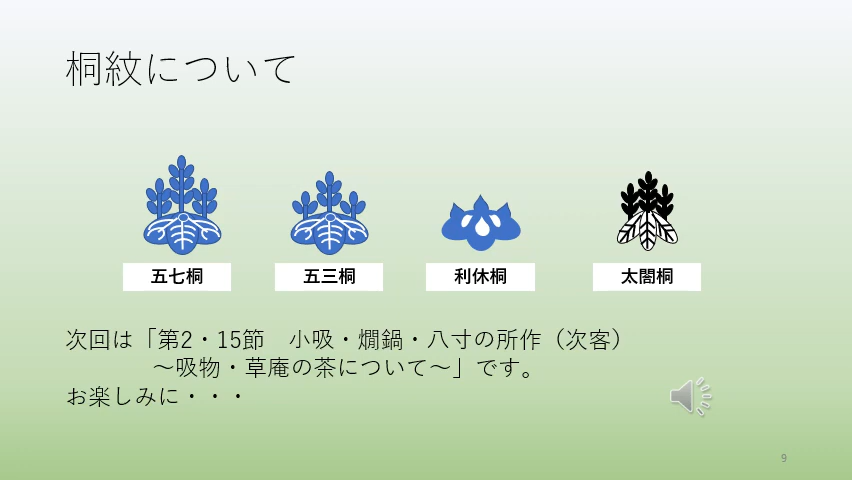 桐紋について
五七桐
五三桐
利休桐
太閤桐
次回は「第2・15節　小吸・燗鍋・八寸の所作（次客）
～吸物・草庵の茶について～」です。
お楽しみに・・・
9